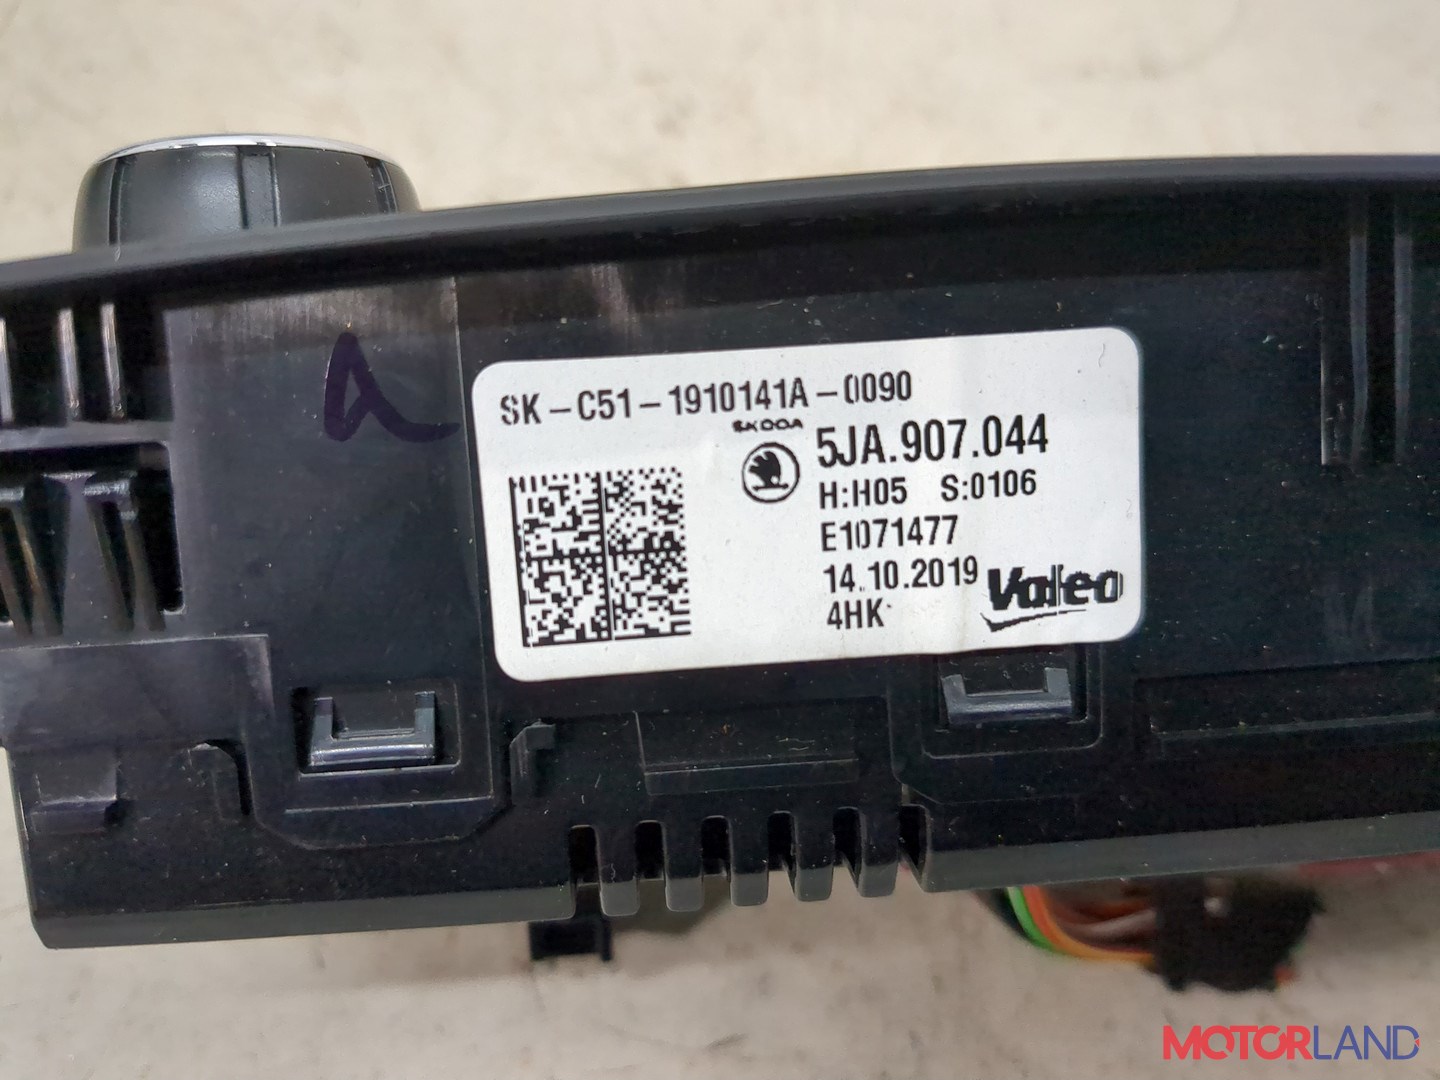 a
SK-C51-1910141A-0090
SKODA
5JA.907.044
H:H05 S:0106
E1071477
14.10.2019
Valeo
4HK
MOTORLAND